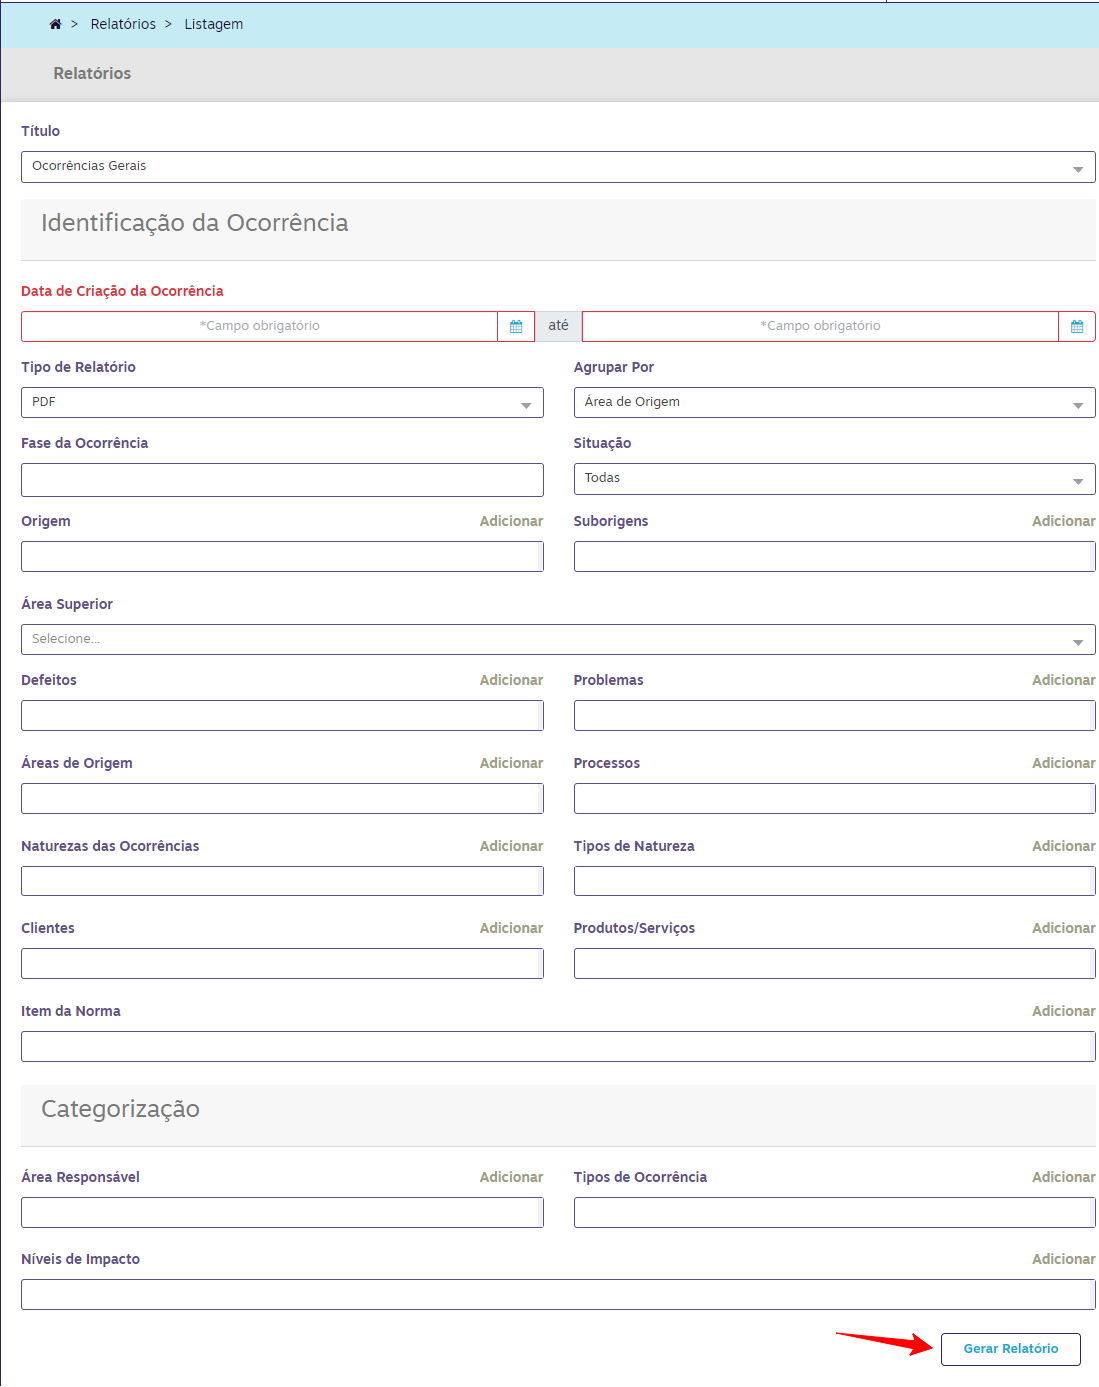 > Relatórios > Listagem
Relatórios
Título
Ocorrências Gerais
Identificação da Ocorrência
Data de Criação da Ocorrência
*Campo obrigatório até *Campo obrigatório
Tipo de Relatório Agrupar Por
PDF Área de Origem
Fase da Ocorrência Situação
Todas
Origem Adicionar Suborigens Adicionar
Área Superior
Selecione...
Defeitos Adicionar Problemas Adicionar
Áreas de Origem Adicionar Processos Adicionar
Naturezas das Ocorrências Adicionar Tipos de Natureza Adicionar
Clientes Adicionar Produtos/Serviços Adicionar
Item da Norma Adicionar
Categorização
Área Responsável Adicionar Tipos de Ocorrência Adicionar
Níveis de Impacto Adicionar
Gerar Relatório